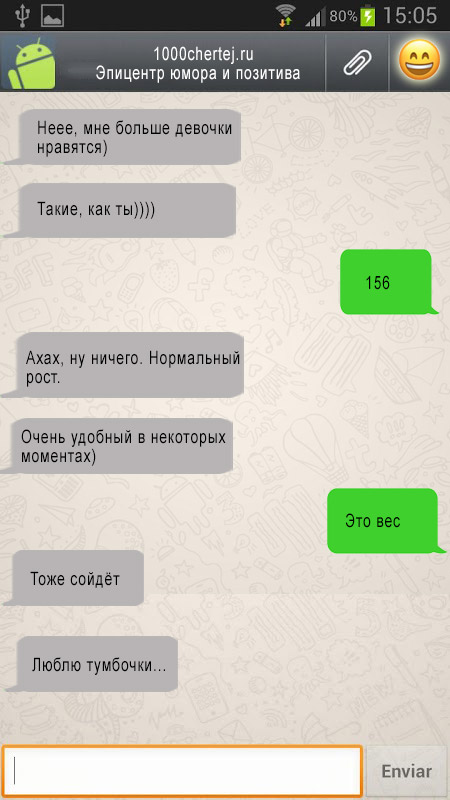 80% 15:05
1000chertej.ru
Эпицентр юмора и позитива
Неее, мне больше девочки
нравятся)
Такие, как ты))))
156
Ахах, ну ничего. Нормальный
рост.
Очень удобный в некоторых
моментах)
Это вес
Тоже сойдёт
Люблю тумбочки...
Enviar